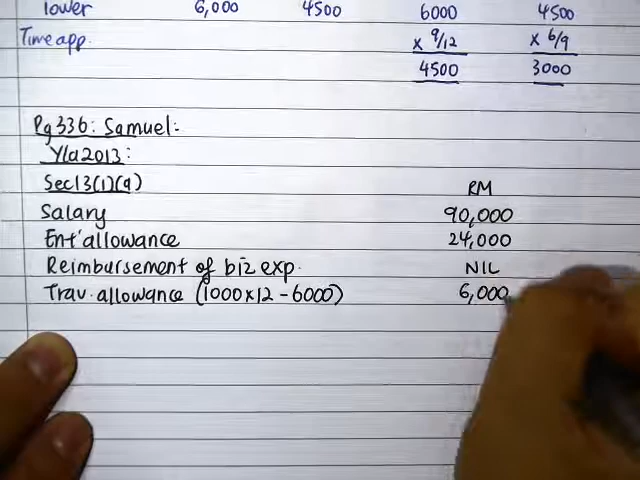 lower 6,000 4500 6000 4500
Time app. x 9/12 x 6/9
4500 3000
Pg 336: Samuel:
Y/a 2013:
Sec 13(1)(a) RM
Salary 90,000
Ent' allowance 24,000
Reimbursement of biz exp. NIL
Trav. allowance (1000x12 - 6000) 6,000